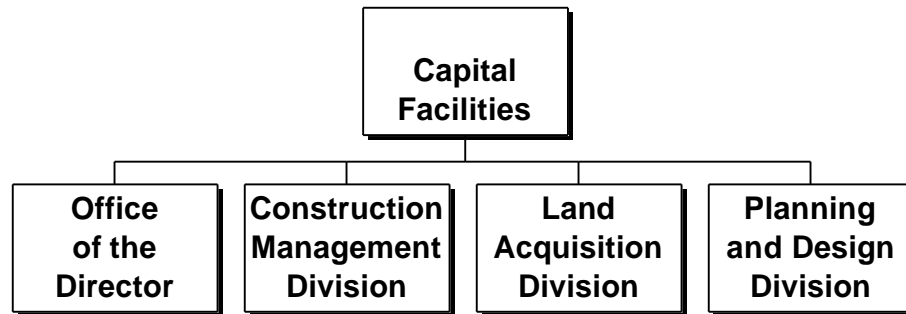 Capital
Facilities
Office
of the
Director
Construction
Management
Division
Land
Acquisition
Division
Planning
and Design
Division